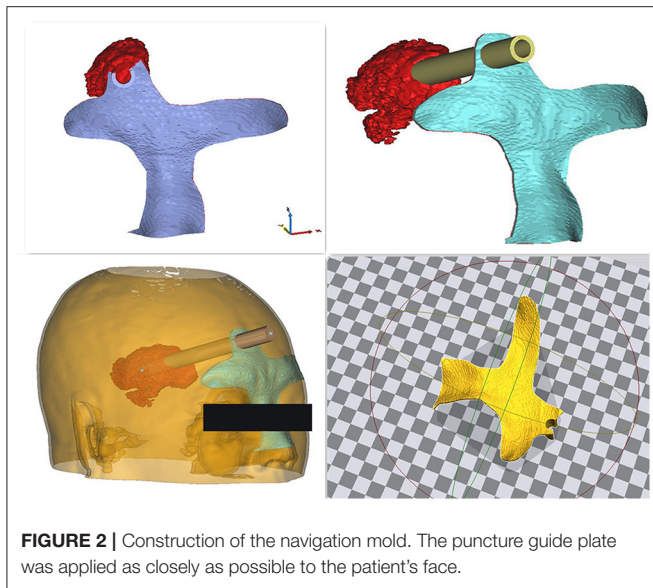 FIGURE 2 | Construction of the navigation mold. The puncture guide plate
was applied as closely as possible to the patient's face.